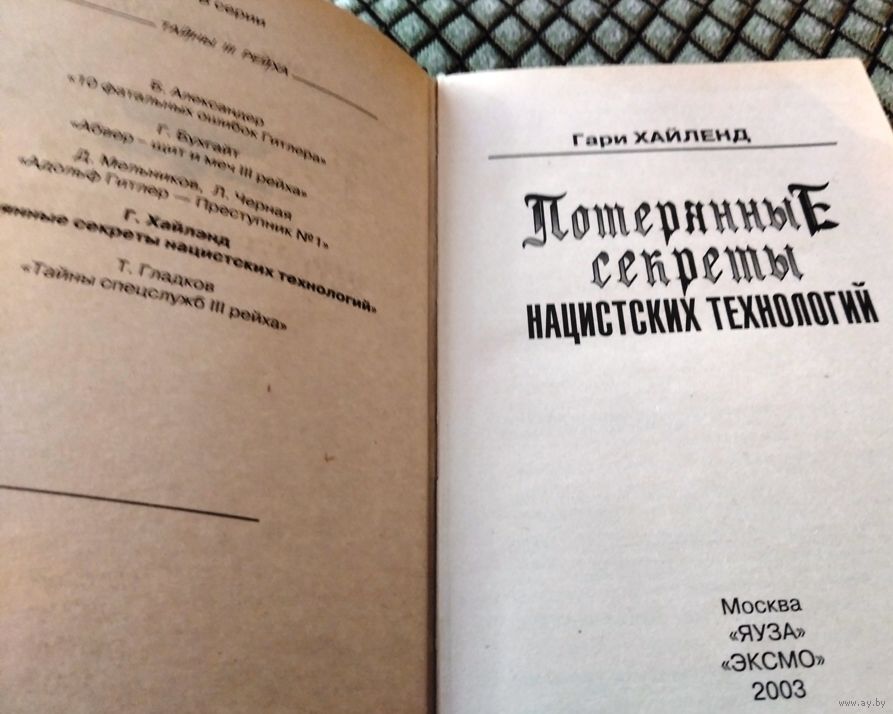 в серии
ТАЙНЫ III РЕЙХА
Б. Александер
«10 фатальных ошибок Гитлера»
Г. Бухгайт
«Абвер – щит и меч III рейха»
Д. Мельников, Л. Черная
«Адольф Гитлер — Преступник №1»
Г. Хайлэнд
секреты нацистских технологий»
Т. Гладков
«Тайны спецслужб III рейха»
Гари ХАЙЛЕНД
ПотерянныЕ
секреты
НАЦИСТСКИХ ТЕХНОЛОГИЙ
Москва
«ЯУЗА»
«ЭКСМО»
2003
www.ay.by